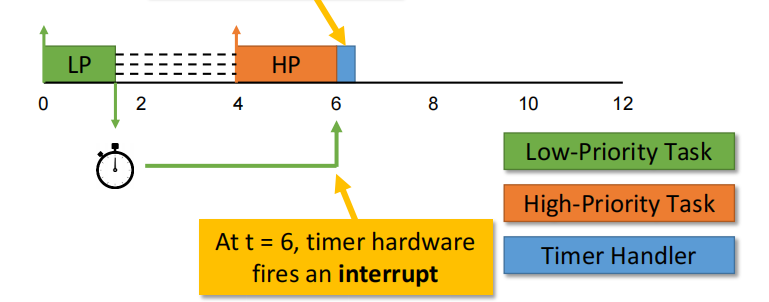 LP
HP
0 2 4 6 8 10 12
Low-Priority Task
High-Priority Task
At t = 6, timer hardware
fires an interrupt
Timer Handler